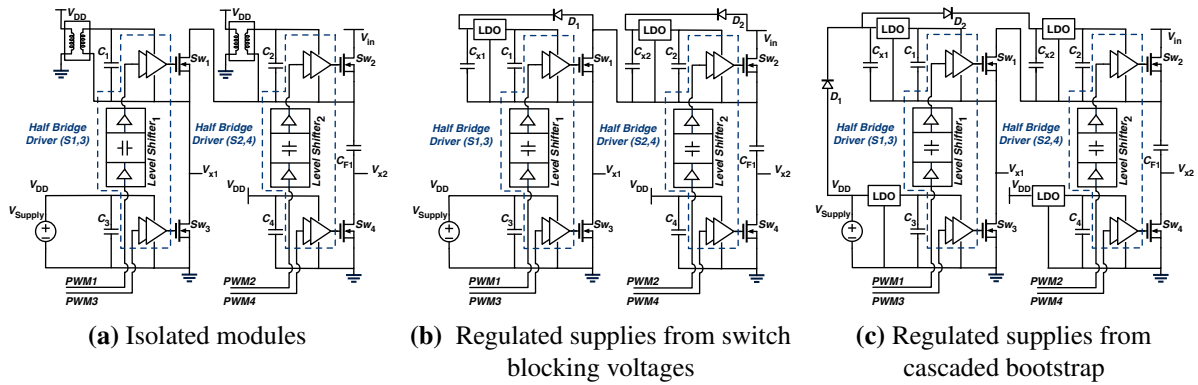 V_DD
V_DD
V_in
C_1
Sw_1
C_2
Sw_2
Half Bridge
Driver (S1,3)
Level Shifter_1
Half Bridge
Driver (S2,4)
Level Shifter_2
C_F1
V_x1
V_x2
V_DD
V_DD
V_Supply
C_3
Sw_3
C_4
Sw_4
PWM1
PWM3
PWM2
PWM4
(a) Isolated modules
LDO
D_1
LDO
D_2
V_in
C_x1
C_1
Sw_1
C_x2
C_2
Sw_2
Half Bridge
Driver (S1,3)
Level Shifter_1
Half Bridge
Driver (S2,4)
Level Shifter_2
C_F1
V_x1
V_x2
V_DD
V_DD
V_Supply
C_3
Sw_3
C_4
Sw_4
PWM1
PWM3
PWM2
PWM4
(b) Regulated supplies from switch
blocking voltages
LDO
D_2
LDO
V_in
C_x1
C_1
Sw_1
C_x2
C_2
Sw_2
D_1
Half Bridge
Driver (S1,3)
Level Shifter_1
Half Bridge
Driver (S2,4)
Level Shifter_2
C_F1
V_x1
V_x2
V_DD
LDO
V_DD
LDO
V_Supply
C_3
Sw_3
C_4
Sw_4
PWM1
PWM3
PWM2
PWM4
(c) Regulated supplies from
cascaded bootstrap